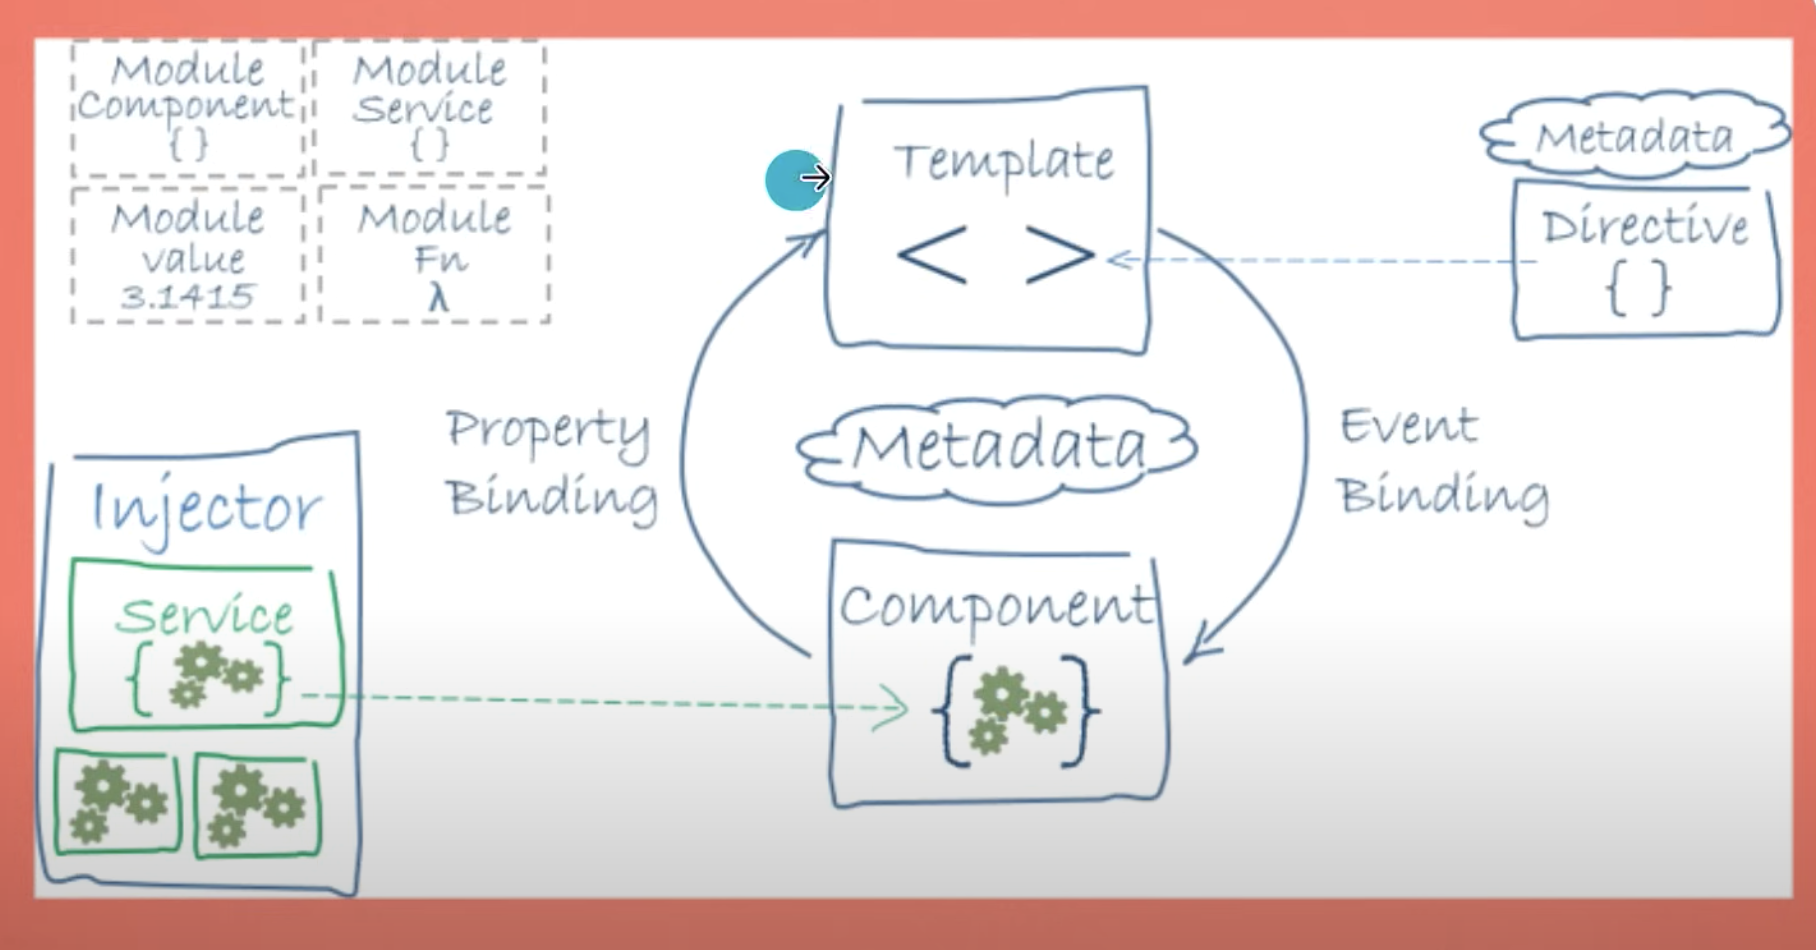 Module
Component
{}
Module
Service
{}
Module
value
3.1415
Module
Fn
λ
Template
< >
Metadata
Directive
{ }
Property
Binding
Metadata
Event
Binding
Injector
Service
{ }
Component
{ }